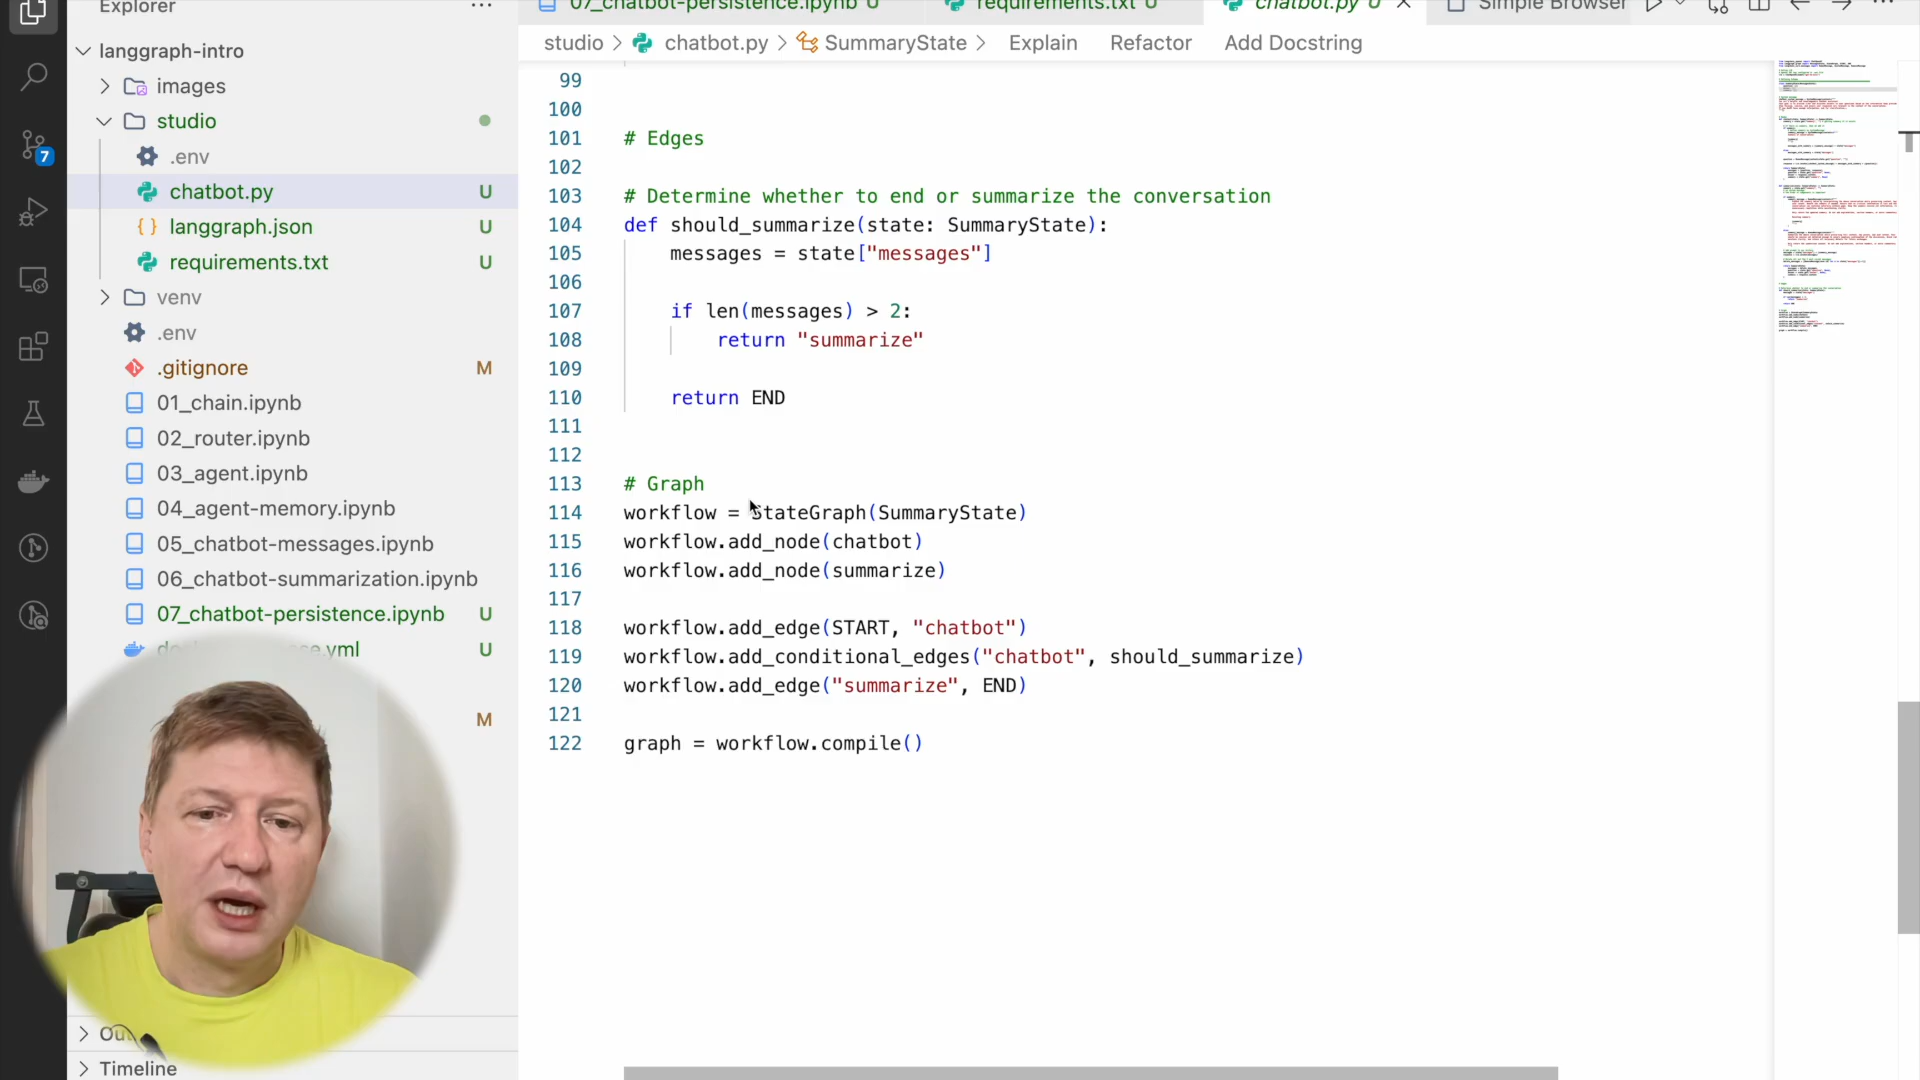 Explorer
langgraph-intro
images
studio
.env
chatbot.py U
langgraph.json U
requirements.txt U
venv
.env
.gitignore M
01_chain.ipynb
02_router.ipynb
03_agent.ipynb
04_agent-memory.ipynb
05_chatbot-messages.ipynb
06_chatbot-summarization.ipynb
07_chatbot-persistence.ipynb U
.yml U
M
Timeline
7
07_chatbot-persistence.ipynb U
requirements.txt U
chatbot.py U
Simple Browser
studio > chatbot.py > SummaryState > Explain Refactor Add Docstring
99
100
101 # Edges
102
103 # Determine whether to end or summarize the conversation
104 def should_summarize(state: SummaryState):
105 messages = state["messages"]
106
107 if len(messages) > 2:
108 return "summarize"
109
110 return END
111
112
113 # Graph
114 workflow = StateGraph(SummaryState)
115 workflow.add_node(chatbot)
116 workflow.add_node(summarize)
117
118 workflow.add_edge(START, "chatbot")
119 workflow.add_conditional_edges("chatbot", should_summarize)
120 workflow.add_edge("summarize", END)
121
122 graph = workflow.compile()